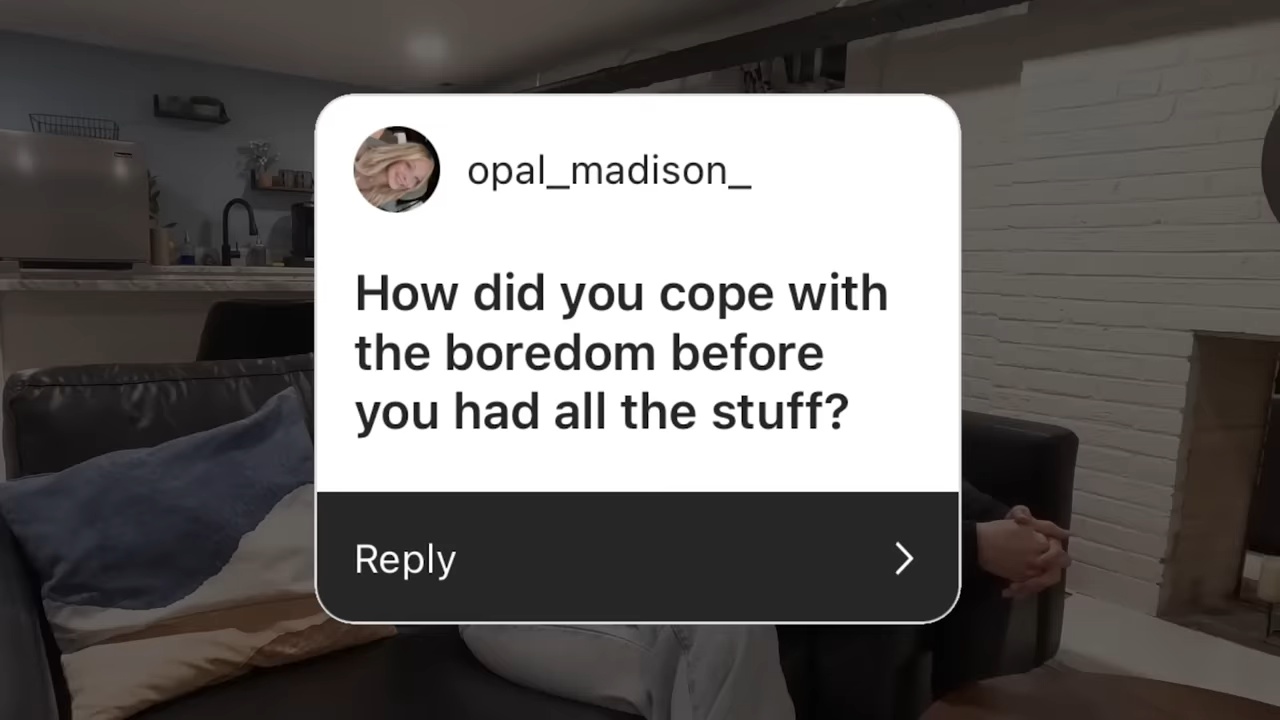 opal_madison_
How did you cope with
the boredom before
you had all the stuff?
Reply